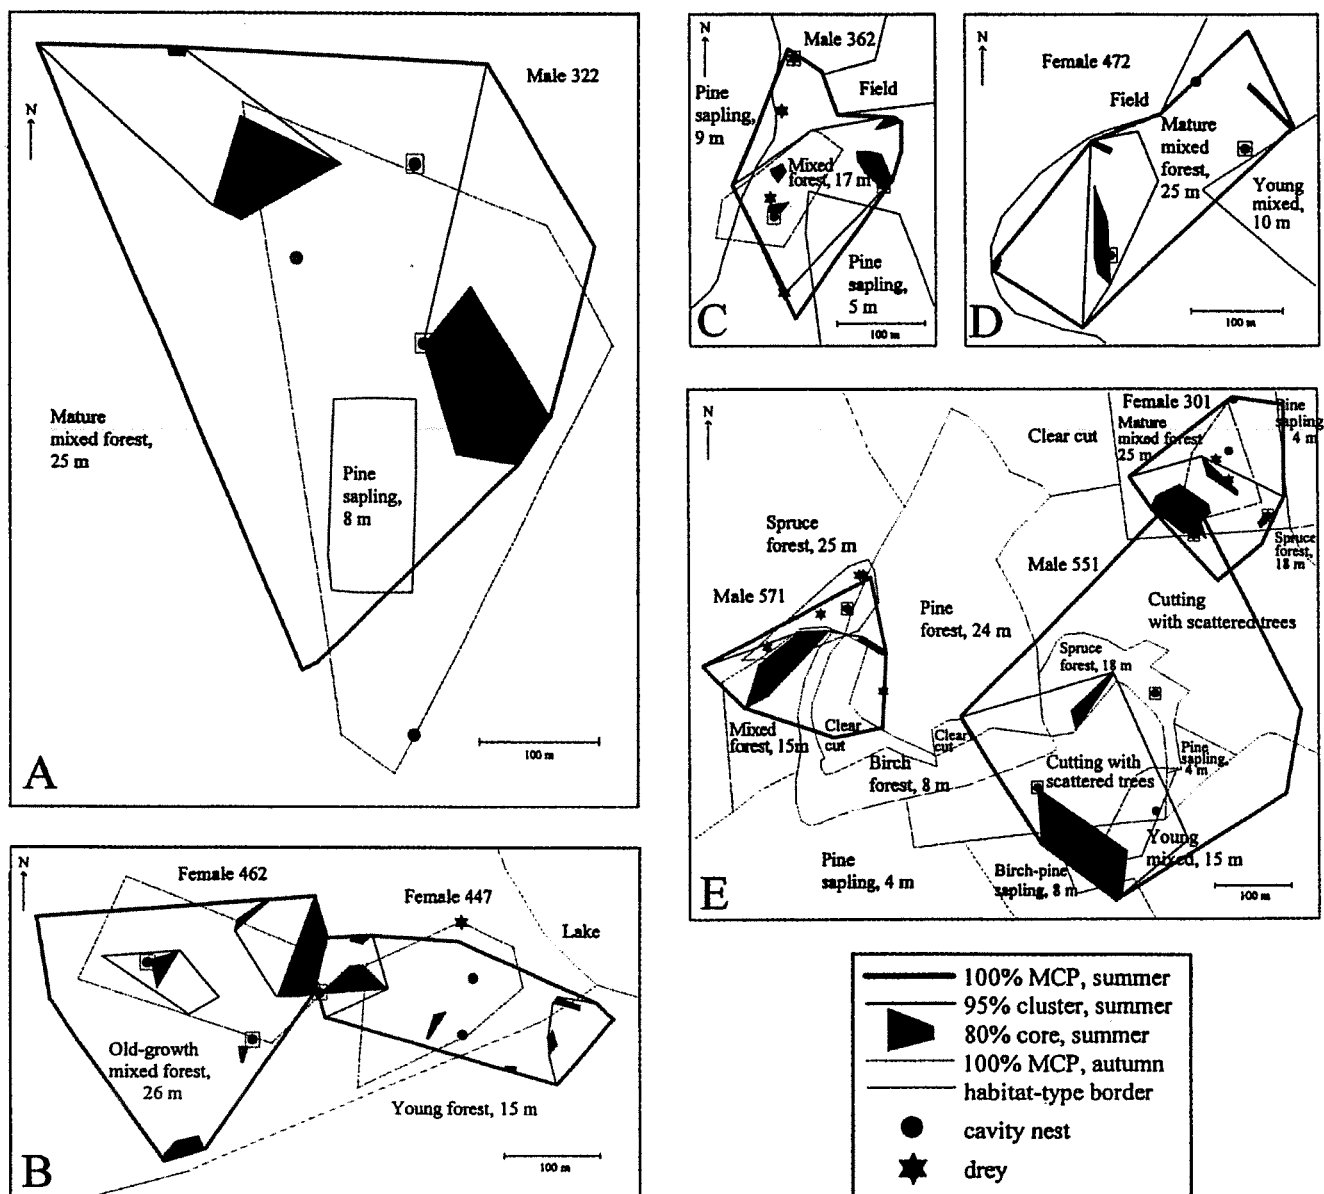 Male 322
N
Mature
mixed forest,
25 m
Pine
sapling,
8 m
100 m
A
N
Female 462
Female 447
Lake
Old-growth
mixed forest,
26 m
Young forest, 15 m
100 m
B
N
Male 362
Field
Pine
sapling,
9 m
Mixed
forest, 17 m
Pine
sapling,
5 m
100 m
C
N
Female 472
Field
Mature
mixed
forest,
25 m
Young
mixed,
10 m
100 m
D
N
Female 301
Clear cut
Mature
mixed forest
25 m
Pine
sapling
4 m
Spruce
forest, 25 m
Spruce
forest,
18 m
Male 551
Male 571
Cutting
with scattered trees
Pine
forest, 24 m
Spruce
forest, 18 m
Mixed
forest, 15m
Clear
cut
Clear
cut
Birch
forest, 8 m
Cutting with
scattered trees
Pine
sapling,
4 m
Young
mixed, 15 m
Pine
sapling, 4 m
Birch-pine
sapling, 8 m
100 m
E
100% MCP, summer
95% cluster, summer
80% core, summer
100% MCP, autumn
habitat-type border
cavity nest
drey